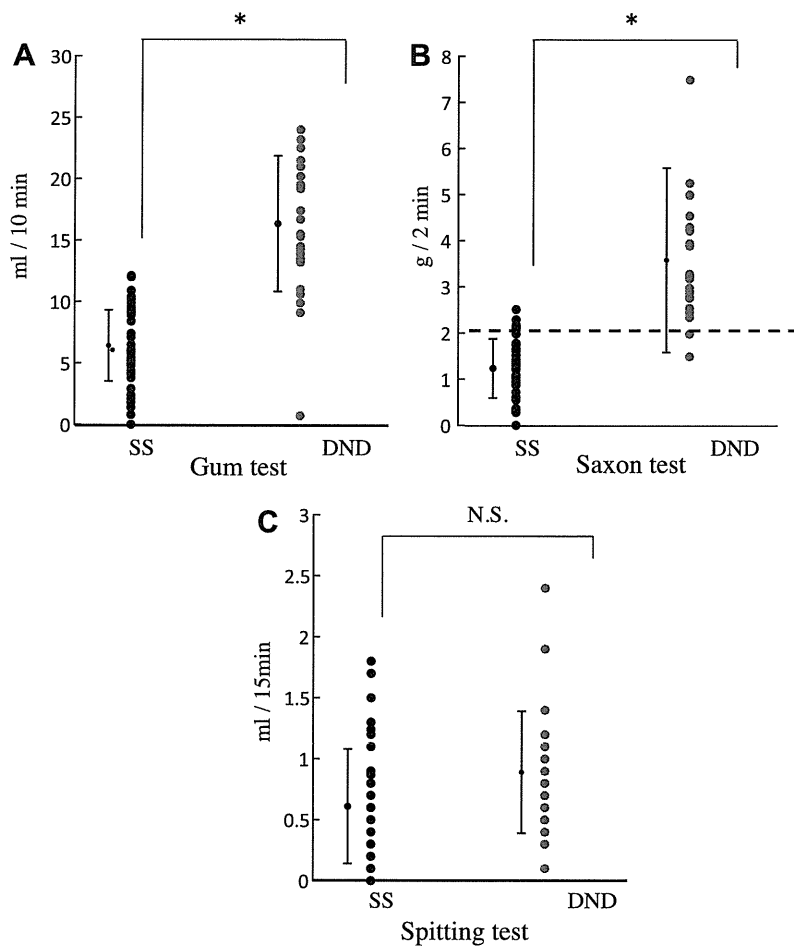 A
*
30
25
20
15
10
5
0
ml / 10 min
SS
DND
Gum test
B
*
8
7
6
5
4
3
2
1
0
g / 2 min
SS
DND
Saxon test
C
N.S.
3
2.5
2
1.5
1
0.5
0
ml / 15min
SS
DND
Spitting test